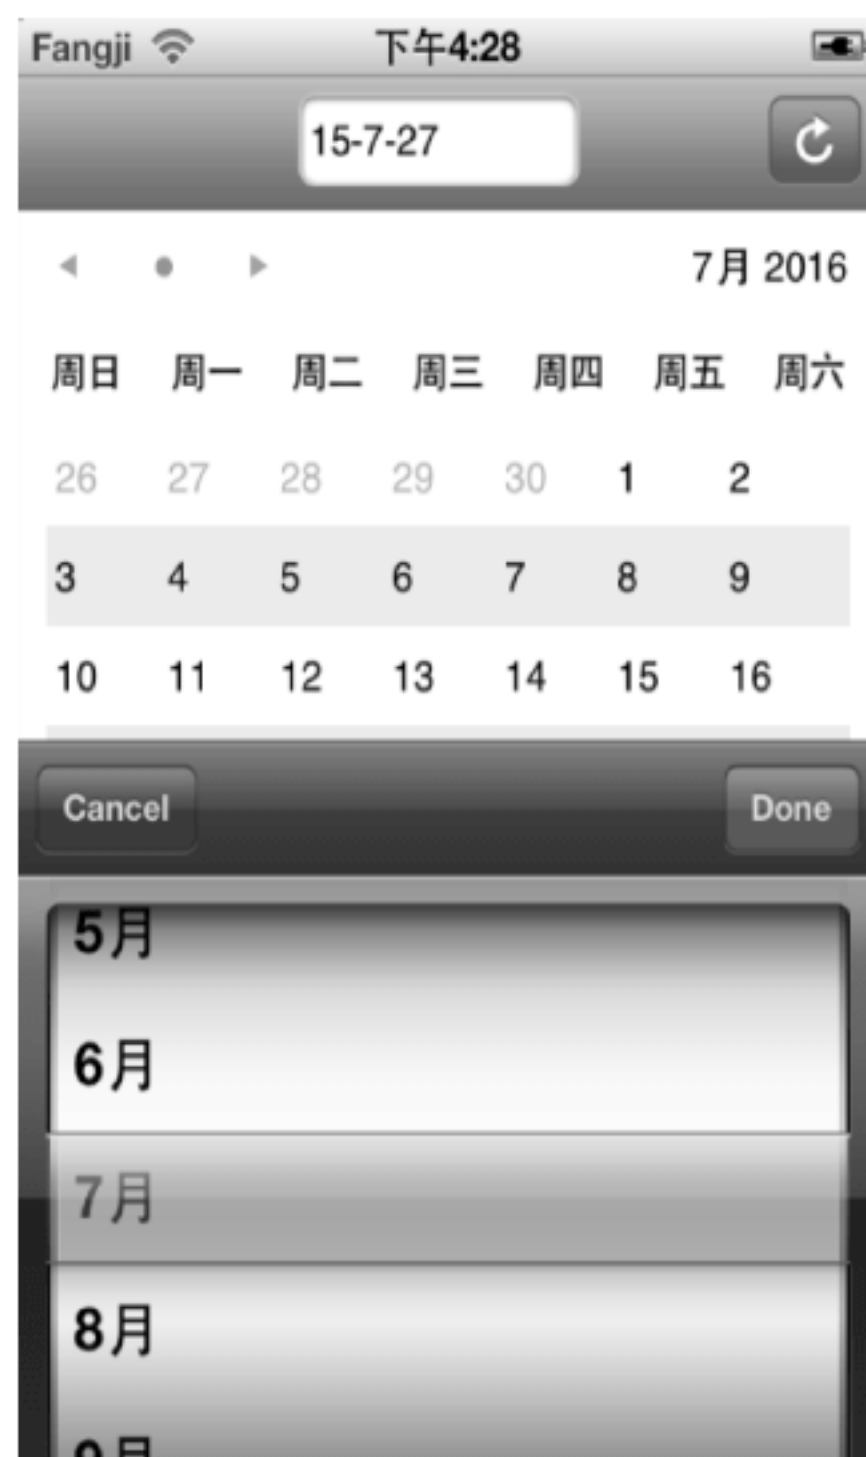 Fangji 下午4:28
15-7-27
7月 2016
周日 周一 周二 周三 周四 周五 周六
26 27 28 29 30 1 2
3 4 5 6 7 8 9
10 11 12 13 14 15 16
Cancel Done
5月
6月
7月
8月
9月